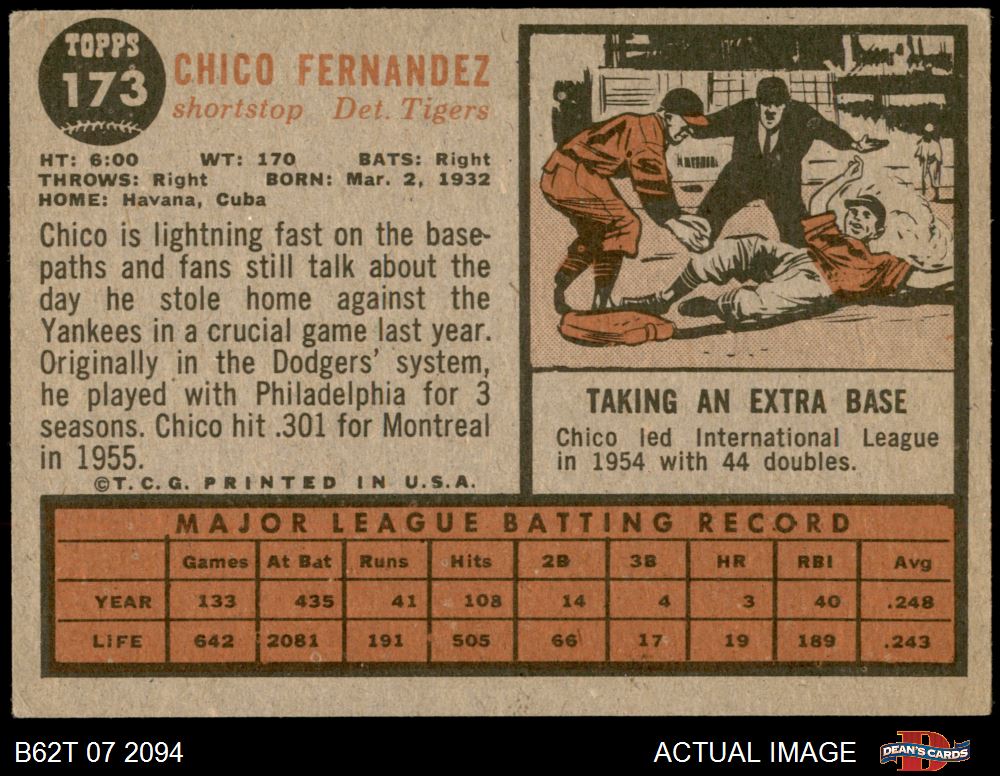 TOPPS
173
CHICO FERNANDEZ
shortstop Det. Tigers
HT: 6:00 WT: 170 BATS: Right
THROWS: Right BORN: Mar. 2, 1932
HOME: Havana, Cuba
Chico is lightning fast on the base-
paths and fans still talk about the
day he stole home against the
Yankees in a crucial game last year.
Originally in the Dodgers' system,
he played with Philadelphia for 3
seasons. Chico hit .301 for Montreal
in 1955.
©T.C.G. PRINTED IN U.S.A.
TAKING AN EXTRA BASE
Chico led International League
in 1954 with 44 doubles.
MAJOR LEAGUE BATTING RECORD
Games At Bat Runs Hits 2B 3B HR RBI Avg
YEAR 133 435 41 108 14 4 3 40 .248
LIFE 642 2081 191 505 66 17 19 189 .243
B62T 07 2094
ACTUAL IMAGE
D
DEAN'S CARDS